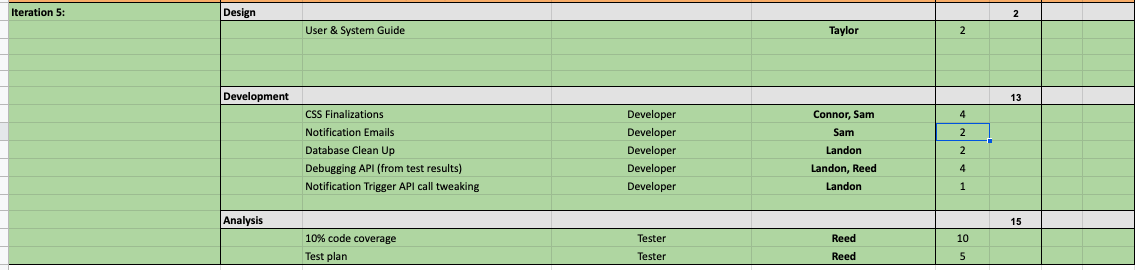 Iteration 5: Design 2
User & System Guide Taylor 2
Development 13
CSS Finalizations Developer Connor, Sam 4
Notification Emails Developer Sam 2
Database Clean Up Developer Landon 2
Debugging API (from test results) Developer Landon, Reed 4
Notification Trigger API call tweaking Developer Landon 1
Analysis 15
10% code coverage Tester Reed 10
Test plan Tester Reed 5